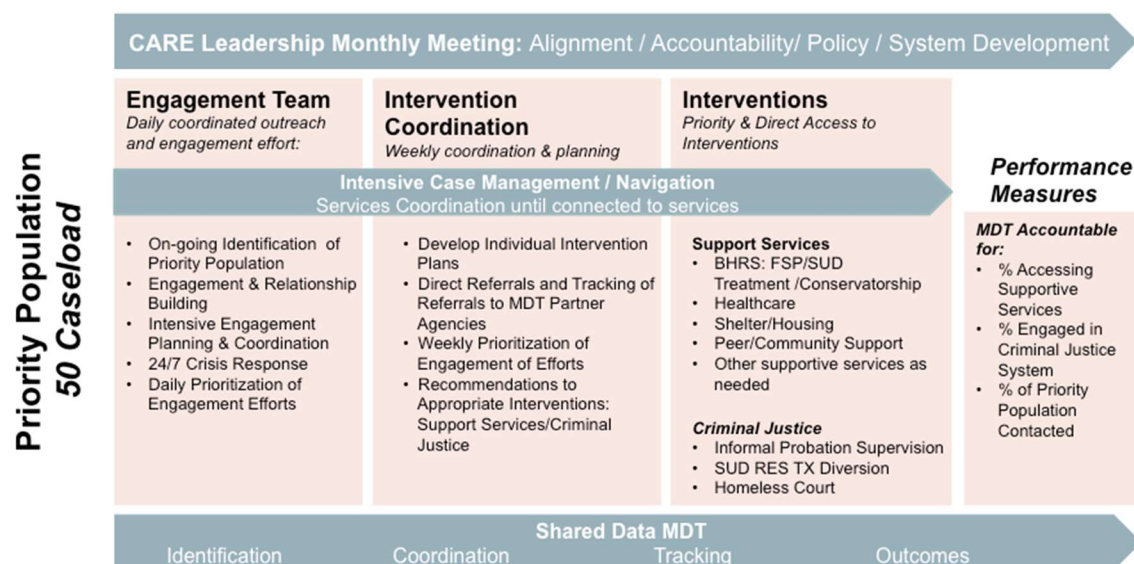 CARE Leadership Monthly Meeting: Alignment / Accountability/ Policy / System Development
Priority Population
50 Caseload
Engagement Team
Daily coordinated outreach
and engagement effort:
Intervention
Coordination
Weekly coordination & planning
Interventions
Priority & Direct Access to
Interventions
Intensive Case Management / Navigation
Services Coordination until connected to services
• On-going Identification of
Priority Population
• Engagement & Relationship
Building
• Intensive Engagement
Planning & Coordination
• 24/7 Crisis Response
• Daily Prioritization of
Engagement Efforts
• Develop Individual Intervention
Plans
• Direct Referrals and Tracking of
Referrals to MDT Partner
Agencies
• Weekly Prioritization of
Engagement of Efforts
• Recommendations to
Appropriate Interventions:
Support Services/Criminal
Justice
Support Services
• BHRS: FSP/SUD
Treatment /Conservatorship
• Healthcare
• Shelter/Housing
• Peer/Community Support
• Other supportive services as
needed
Criminal Justice
• Informal Probation Supervision
• SUD RES TX Diversion
• Homeless Court
Performance
Measures
MDT Accountable
for:
• % Accessing
Supportive
Services
• % Engaged in
Criminal Justice
System
• % of Priority
Population
Contacted
Shared Data MDT
Identification Coordination Tracking Outcomes